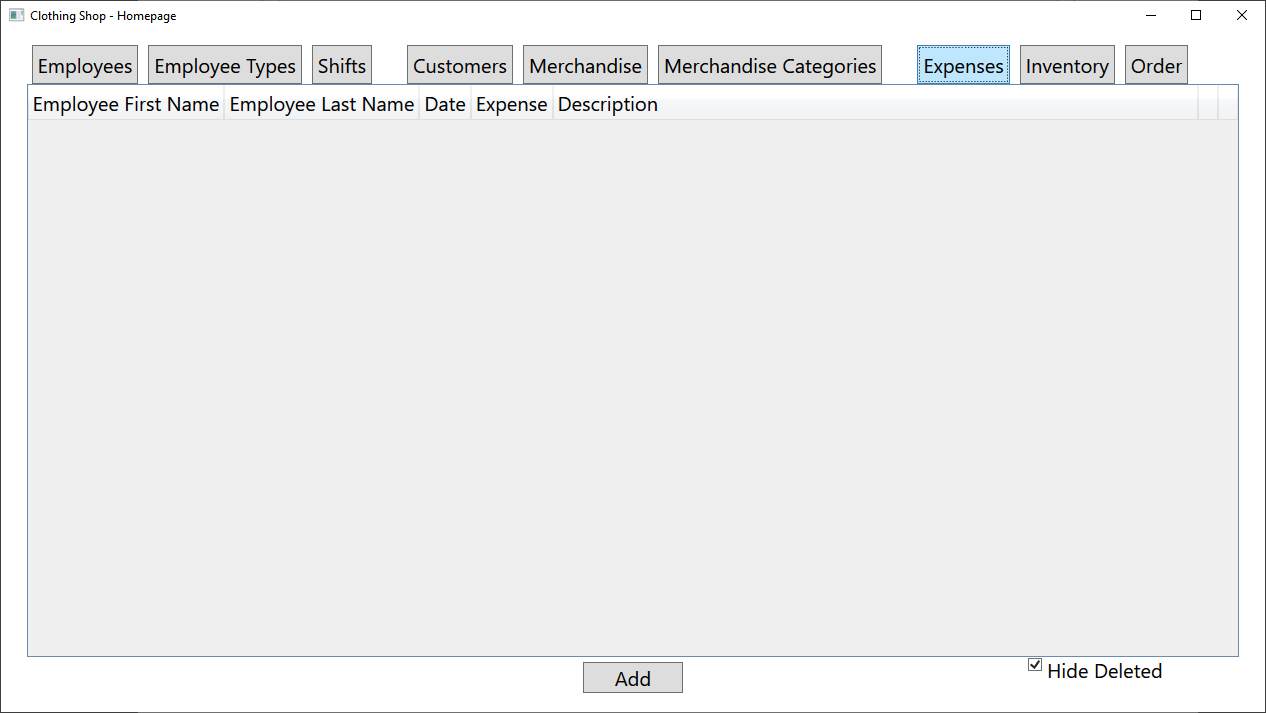 Clothing Shop - Homepage
Employees Employee Types Shifts Customers Merchandise Merchandise Categories Expenses Inventory Order
Employee First Name Employee Last Name Date Expense Description
Add Hide Deleted